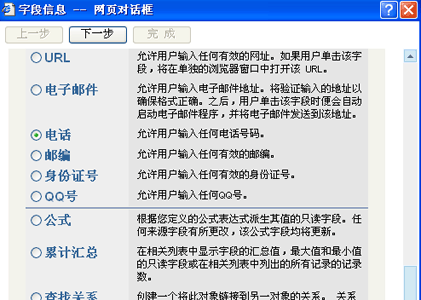 字段信息 -- 网页对话框
上一步 下一步 完 成
URL 允许用户输入任何有效的网址。如果用户单击该字
段，将在单独的浏览器窗口中打开该 URL。
电子邮件 允许用户输入电子邮件地址。将验证输入的地址以
确保格式正确。之后，用户单击该字段时便会自动
启动电子邮件程序，并将电子邮件发送到该地址。
电话 允许用户输入任何电话号码。
邮编 允许用户输入任何有效的邮编。
身份证号 允许用户输入任何有效的身份证号。
QQ号 允许用户输入任何QQ号。
公式 根据您定义的公式表达式派生其值的只读字段。任
何来源字段有所更改，该公式字段均将更新。
累计汇总 在相关列表中显示字段的汇总值，最大值和最小值
的只读字段或在相关列表中列出的所有记录的记录
数。
查找关系 创建一个将此对象链接到另一对象的关系。 关系